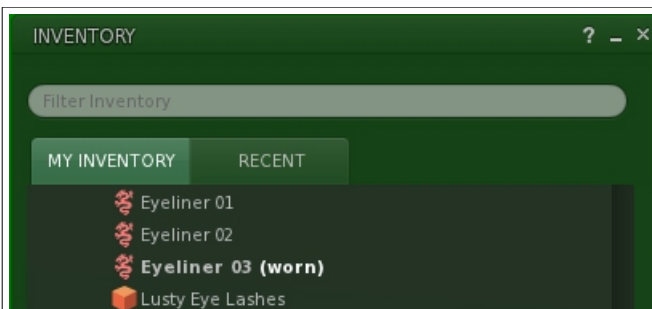 INVENTORY ? _ ×
Filter Inventory
MY INVENTORY RECENT
Eyeliner 01
Eyeliner 02
Eyeliner 03 (worn)
Lusty Eye Lashes